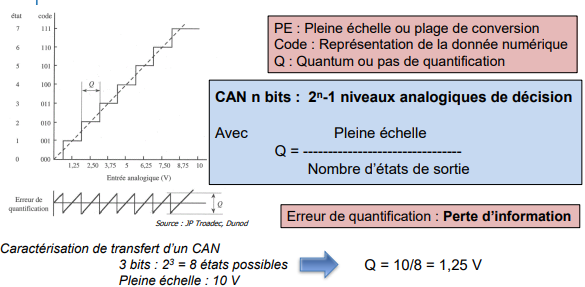 état code:
7 111
6 110
5 101
4 100
3 011
2 010
1 001
0 000
Q
1,25 2,50 3,75 5 6,25 7,50 8,75 10
Entrée analogique (V)
Erreur de
quantification
Q
Source : JP Troadec, Dunod
PE : Pleine échelle ou plage de conversion
Code : Représentation de la donnée numérique
Q : Quantum ou pas de quantification
CAN n bits : 2ⁿ-1 niveaux analogiques de décision
Avec Pleine échelle
Q = ----------------------------------
Nombre d'états de sortie
Erreur de quantification : Perte d'information
Caractérisation de transfert d'un CAN
3 bits : 2³ = 8 états possibles
Pleine échelle : 10 V
Q = 10/8 = 1,25 V